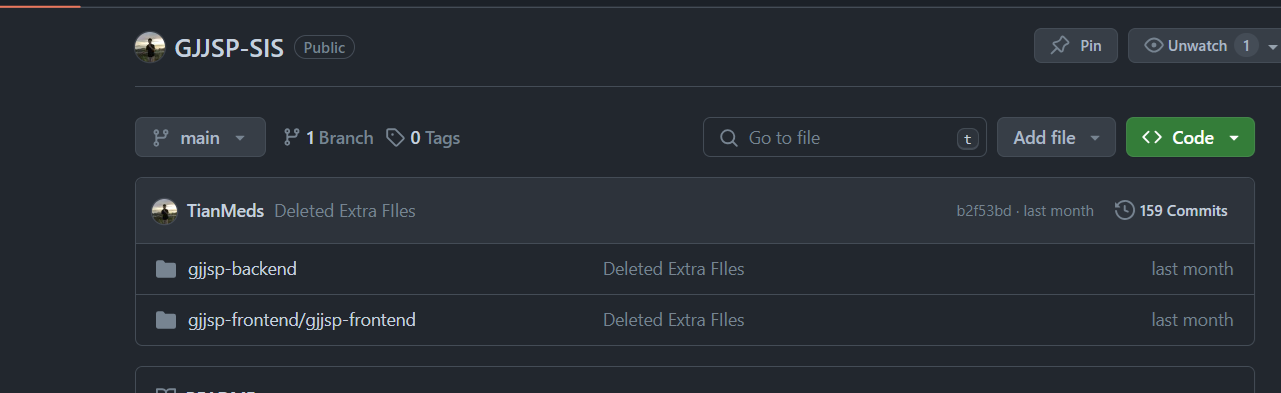 GJJSP-SIS Public Pin Unwatch 1
main 1 Branch 0 Tags Go to file t Add file Code
TianMeds Deleted Extra FIles b2f53bd · last month 159 Commits
gjjsp-backend Deleted Extra FIles last month
gjjsp-frontend/gjjsp-frontend Deleted Extra FIles last month